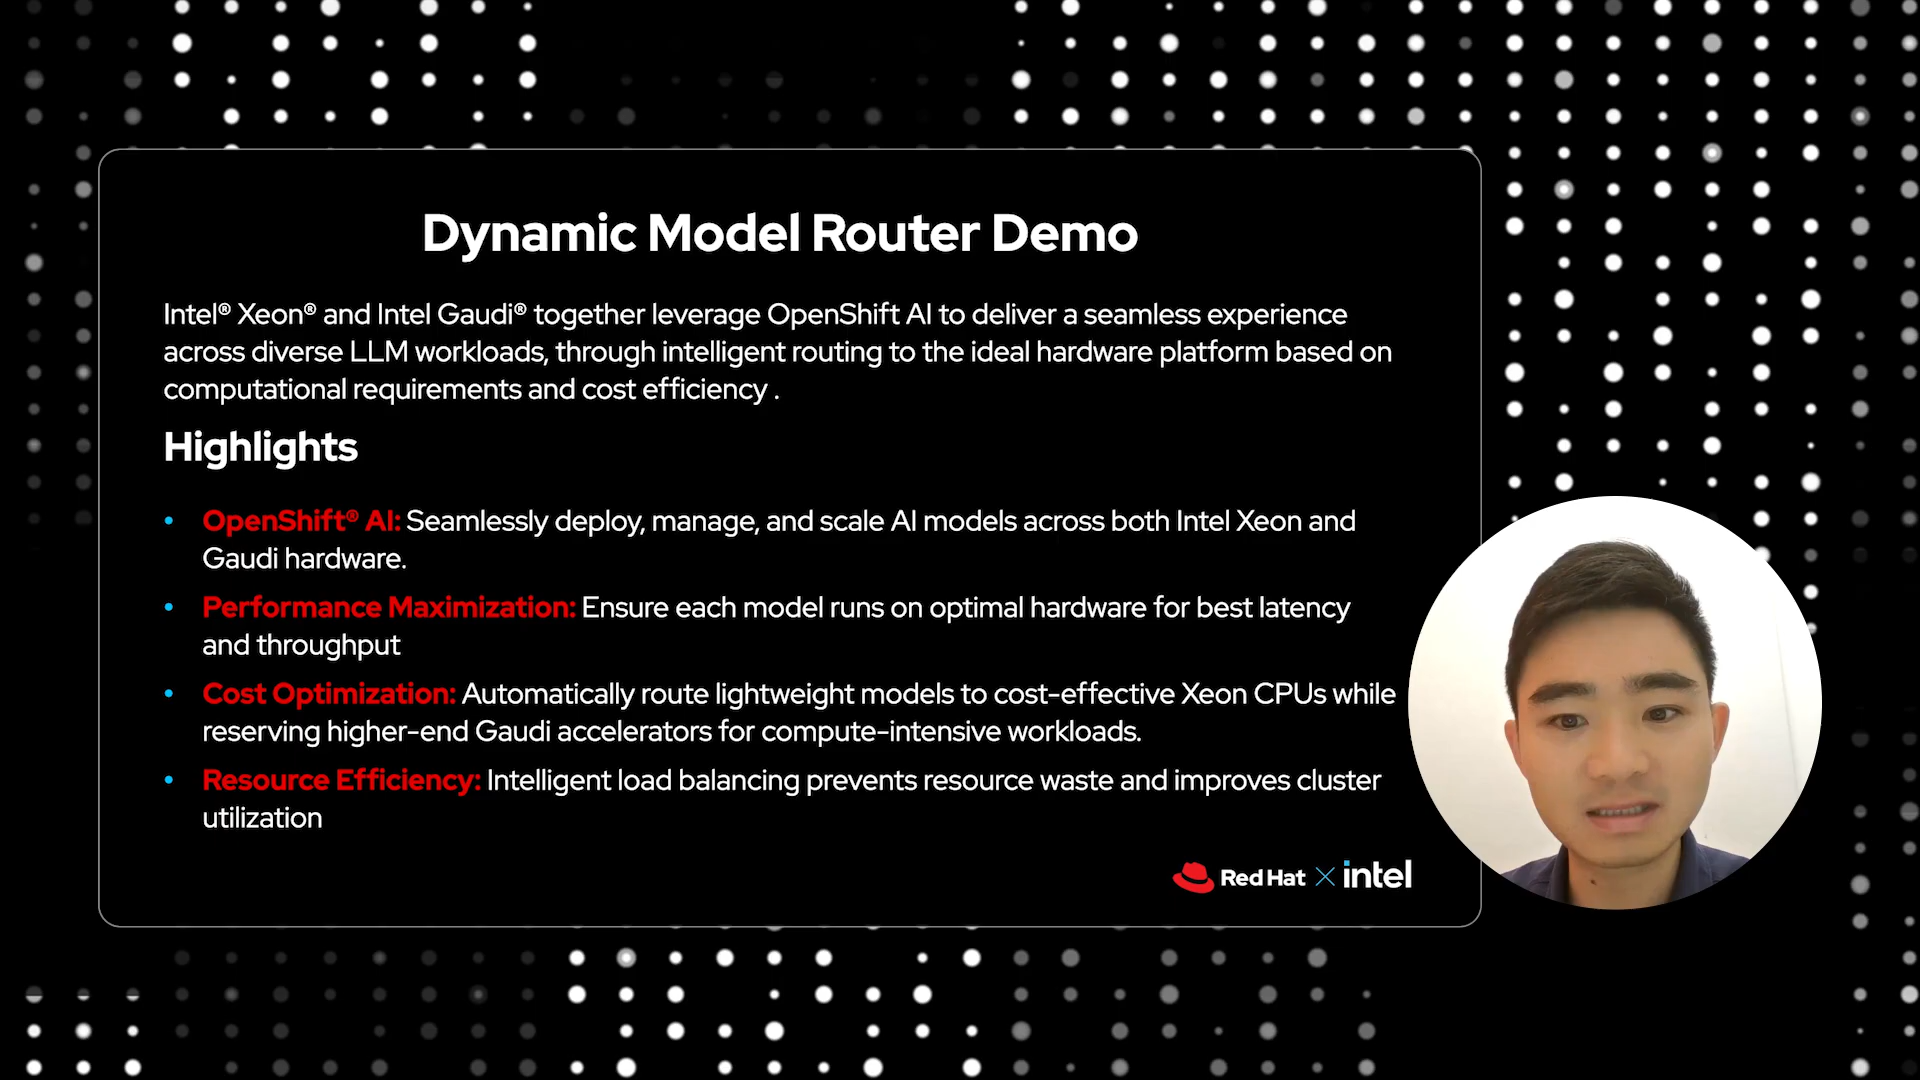 Dynamic Model Router Demo
Intel® Xeon® and Intel Gaudi® together leverage OpenShift AI to deliver a seamless experience
across diverse LLM workloads, through intelligent routing to the ideal hardware platform based on
computational requirements and cost efficiency .
Highlights
• OpenShift® AI: Seamlessly deploy, manage, and scale AI models across both Intel Xeon and
Gaudi hardware.
• Performance Maximization: Ensure each model runs on optimal hardware for best latency
and throughput
• Cost Optimization: Automatically route lightweight models to cost-effective Xeon CPUs while
reserving higher-end Gaudi accelerators for compute-intensive workloads.
• Resource Efficiency: Intelligent load balancing prevents resource waste and improves cluster
utilization
Red Hat X intel